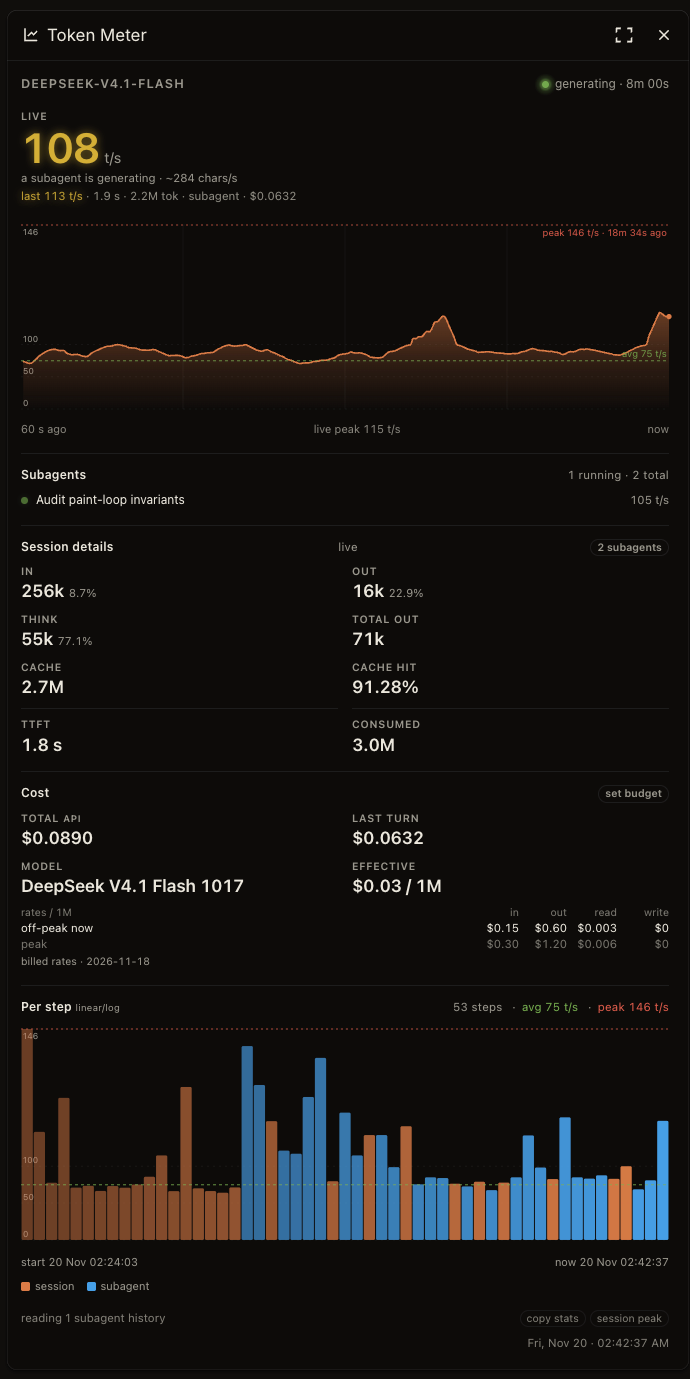 Token Meter
DEEPSEEK-V4.1-FLASH
generating · 8m 00s
LIVE
108 t/s
a subagent is generating · ~284 chars/s
last 113 t/s · 1.9 s · 2.2M tok · subagent · $0.0632
146
peak 146 t/s · 18m 34s ago
100
avg 75 t/s
50
0
60 s ago
live peak 115 t/s
now
Subagents
1 running · 2 total
Audit paint-loop invariants
105 t/s
Session details
live
2 subagents
IN
OUT
256k 8.7%
16k 22.9%
THINK
TOTAL OUT
55k 77.1%
71k
CACHE
CACHE HIT
2.7M
91.28%
TTFT
CONSUMED
1.8 s
3.0M
Cost
set budget
TOTAL API
LAST TURN
$0.0890
$0.0632
MODEL
EFFECTIVE
DeepSeek V4.1 Flash 1017
$0.03 / 1M
rates / 1M in out read write
off-peak now $0.15 $0.60 $0.003 $0
peak $0.30 $1.20 $0.006 $0
billed rates · 2026-11-18
Per step linear/log
53 steps · avg 75 t/s · peak 146 t/s
146
100
50
0
start 20 Nov 02:24:03
now 20 Nov 02:42:37
session
subagent
reading 1 subagent history
copy stats
session peak
Fri, Nov 20 · 02:42:37 AM